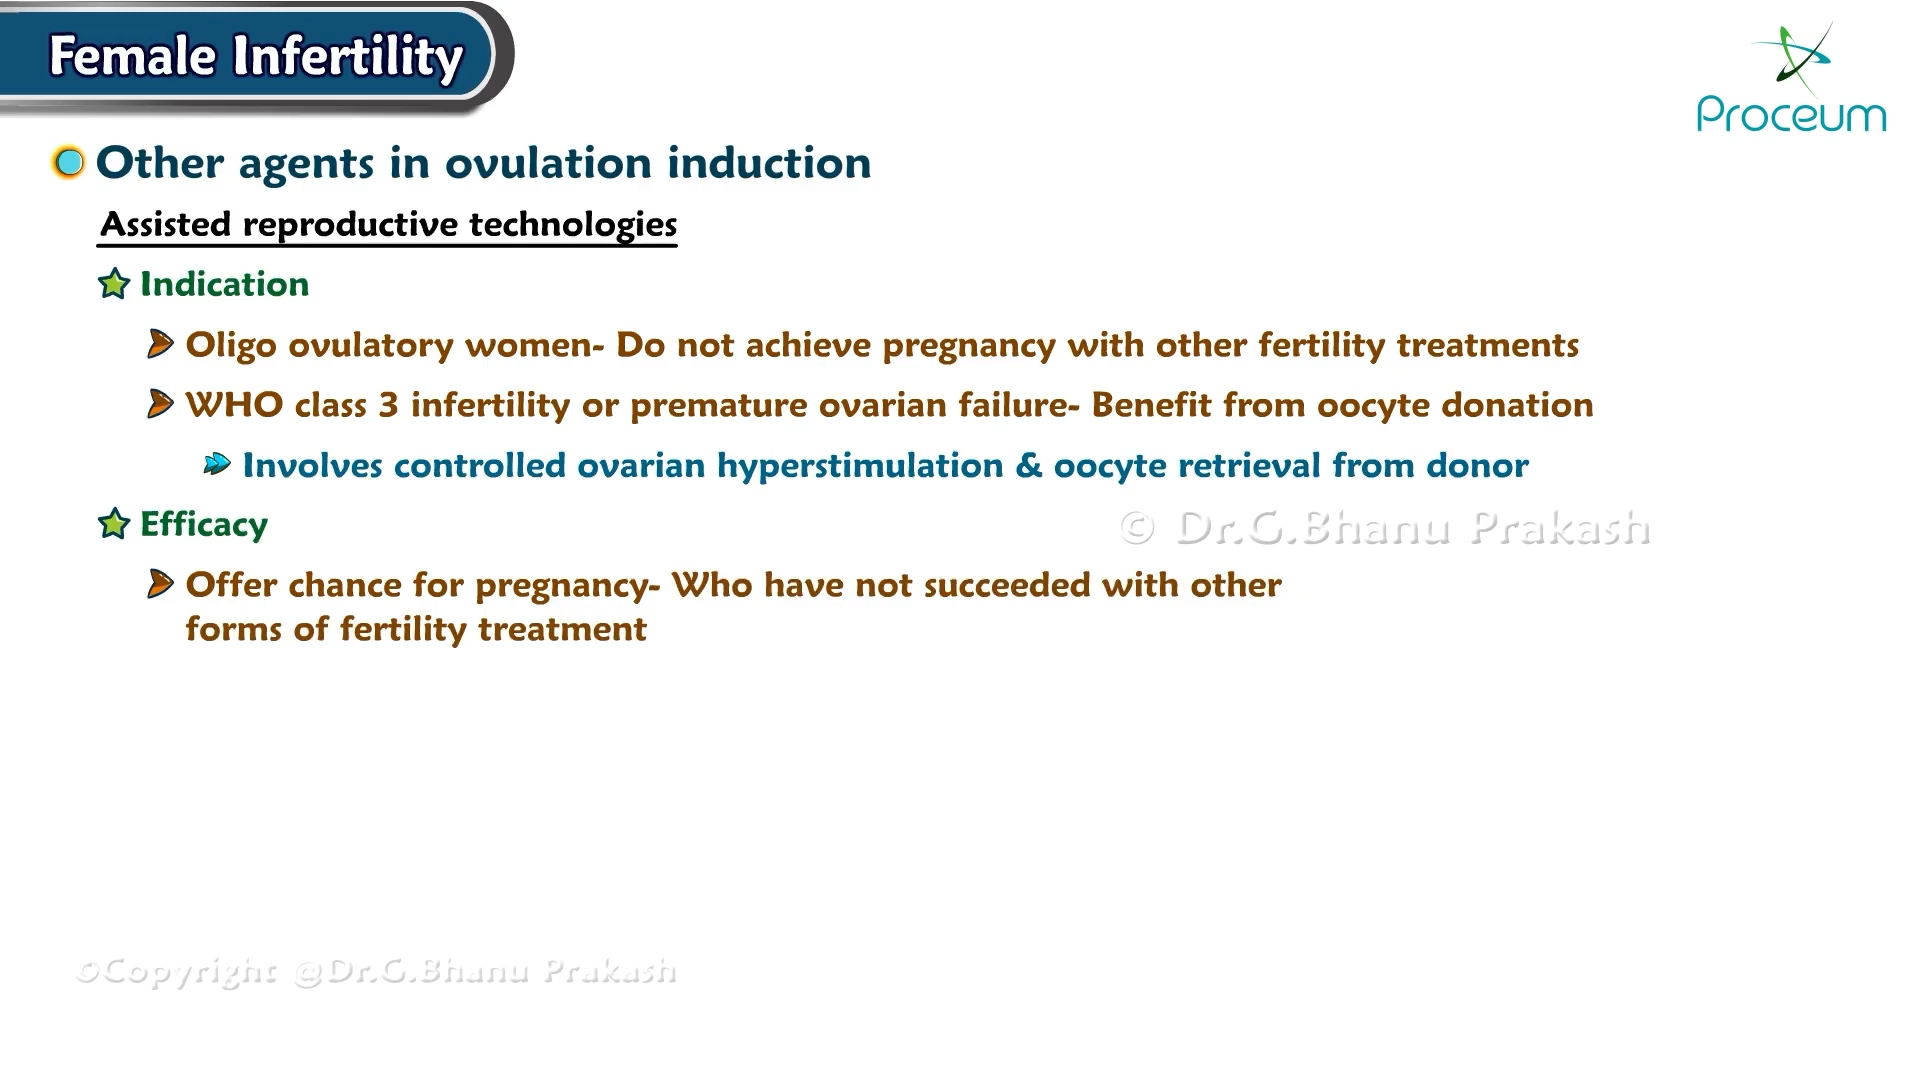 Female Infertility
Proceum
Other agents in ovulation induction
Assisted reproductive technologies
Indication
Oligo ovulatory women- Do not achieve pregnancy with other fertility treatments
WHO class 3 infertility or premature ovarian failure- Benefit from oocyte donation
Involves controlled ovarian hyperstimulation & oocyte retrieval from donor
Efficacy
© Dr.G.Bhanu Prakash
Offer chance for pregnancy- Who have not succeeded with other
forms of fertility treatment
©Copyright @Dr.G.Bhanu Prakash